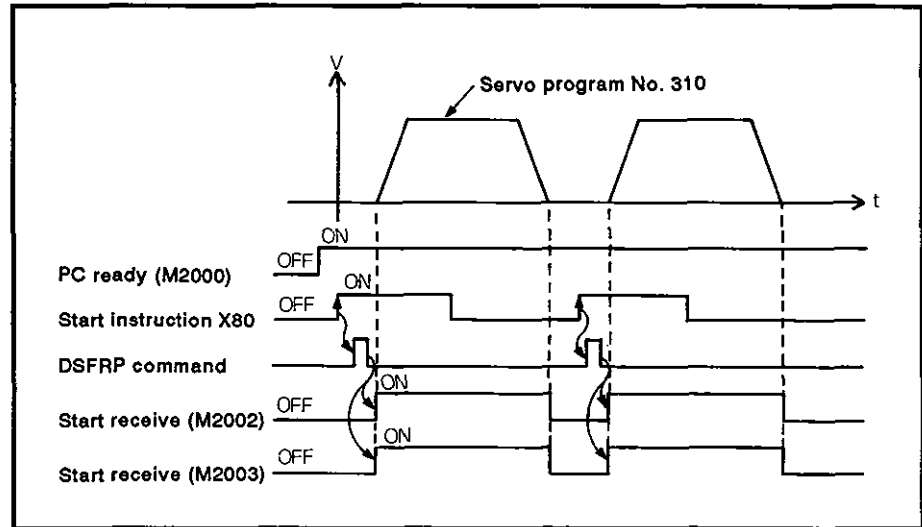 V
Servo program No. 310
t
ON
OFF
PC ready (M2000)
ON
OFF
Start instruction X80
DSFRP command
ON
OFF
Start receive (M2002)
ON
OFF
Start receive (M2003)